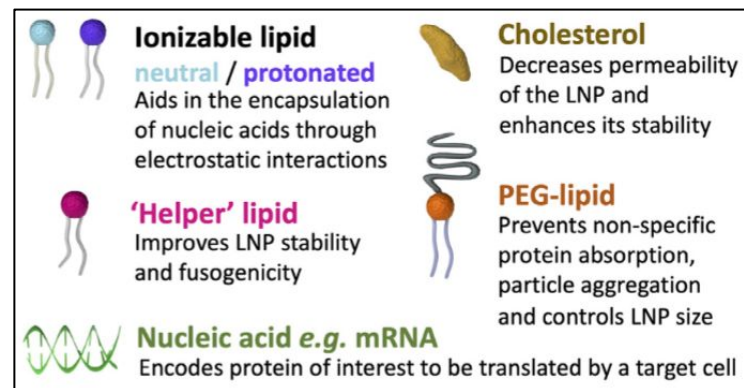 Ionizable lipid
neutral / protonated
Aids in the encapsulation
of nucleic acids through
electrostatic interactions
Cholesterol
Decreases permeability
of the LNP and
enhances its stability
'Helper' lipid
Improves LNP stability
and fusogenicity
PEG-lipid
Prevents non-specific
protein absorption,
particle aggregation
and controls LNP size
Nucleic acid e.g. mRNA
Encodes protein of interest to be translated by a target cell